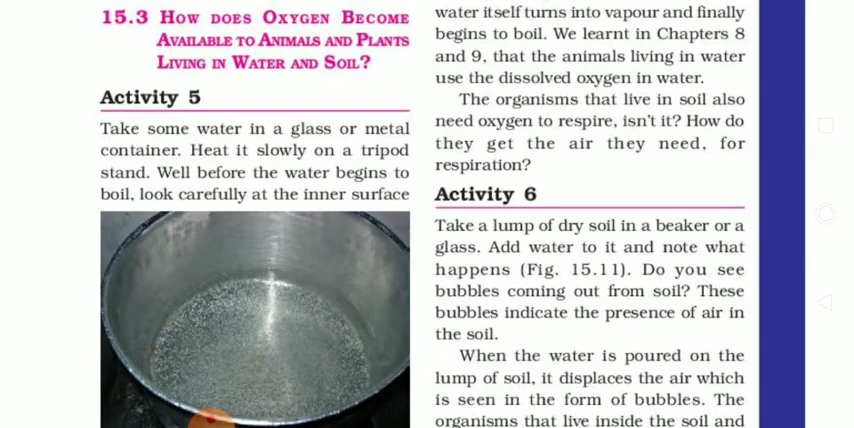 15.3 HOW DOES OXYGEN BECOME
AVAILABLE TO ANIMALS AND PLANTS
LIVING IN WATER AND SOIL?
Activity 5
Take some water in a glass or metal
container. Heat it slowly on a tripod
stand. Well before the water begins to
boil, look carefully at the inner surface
water itself turns into vapour and finally
begins to boil. We learnt in Chapters 8
and 9, that the animals living in water
use the dissolved oxygen in water.
The organisms that live in soil also
need oxygen to respire, isn't it? How do
they get the air they need, for
respiration?
Activity 6
Take a lump of dry soil in a beaker or a
glass. Add water to it and note what
happens (Fig. 15.11). Do you see
bubbles coming out from soil? These
bubbles indicate the presence of air in
the soil.
When the water is poured on the
lump of soil, it displaces the air which
is seen in the form of bubbles. The
organisms that live inside the soil and